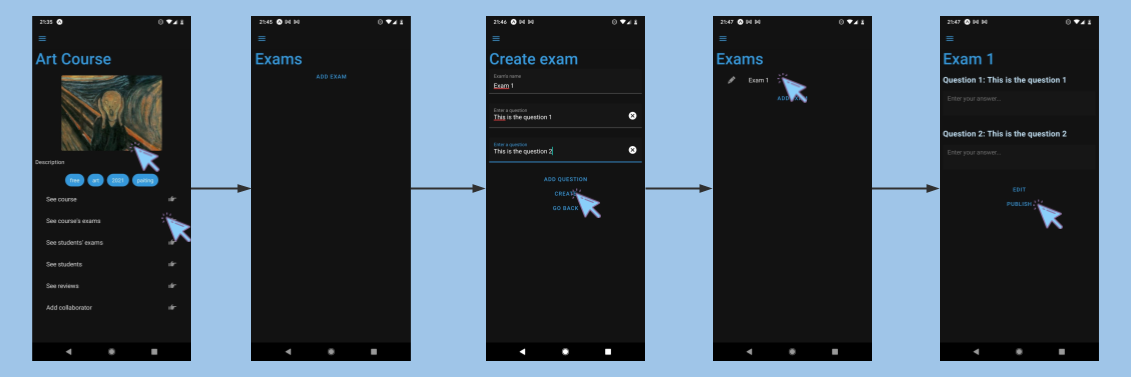 21:35
Art Course
Description
free art 2021 paiting
See course
See course's exams
See students' exams
See students
See reviews
Add collaborator
21:45
Exams
ADD EXAM
21:46
Create exam
Exam's name
Exam 1
Enter a question
This is the question 1
Enter a question
This is the question 2
ADD QUESTION
CREATE
GO BACK
21:47
Exams
Exam 1
ADD EXAM
21:47
Exam 1
Question 1: This is the question 1
Enter your answer...
Question 2: This is the question 2
Enter your answer...
EDIT
PUBLISH